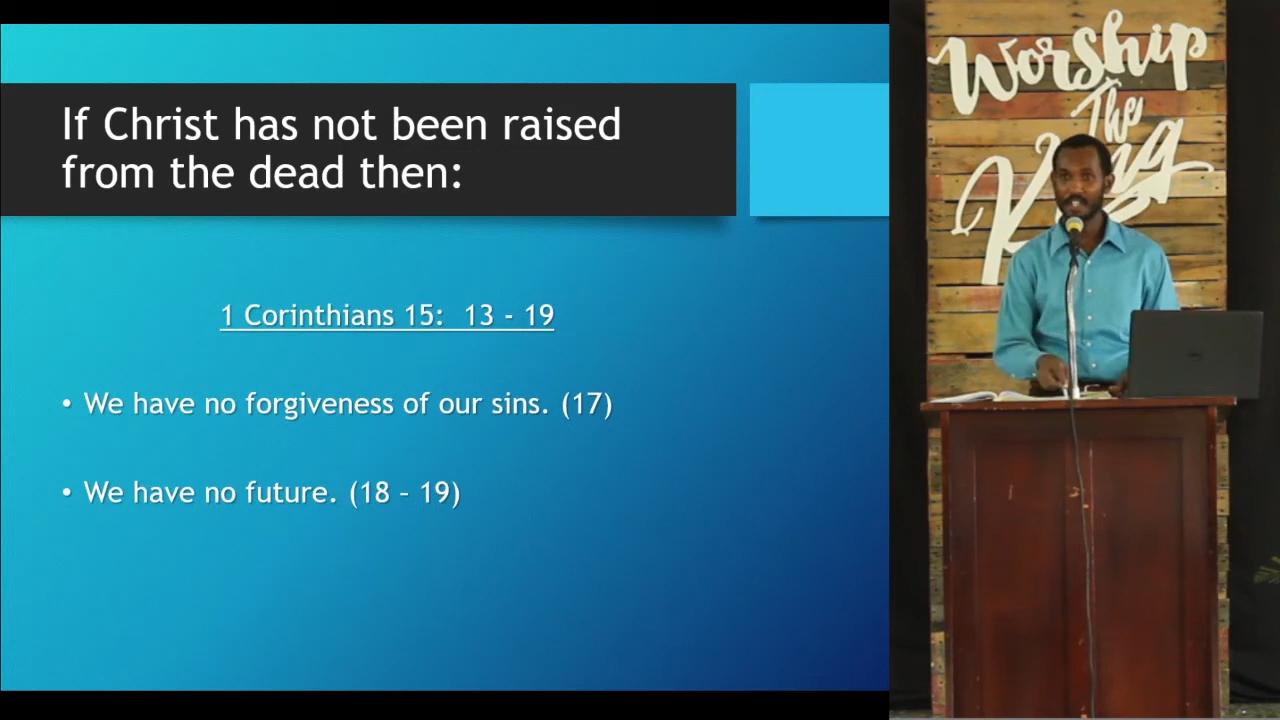 If Christ has not been raised
from the dead then:
1 Corinthians 15:  13 - 19
• We have no forgiveness of our sins. (17)
• We have no future. (18 – 19)
Worship
The
King